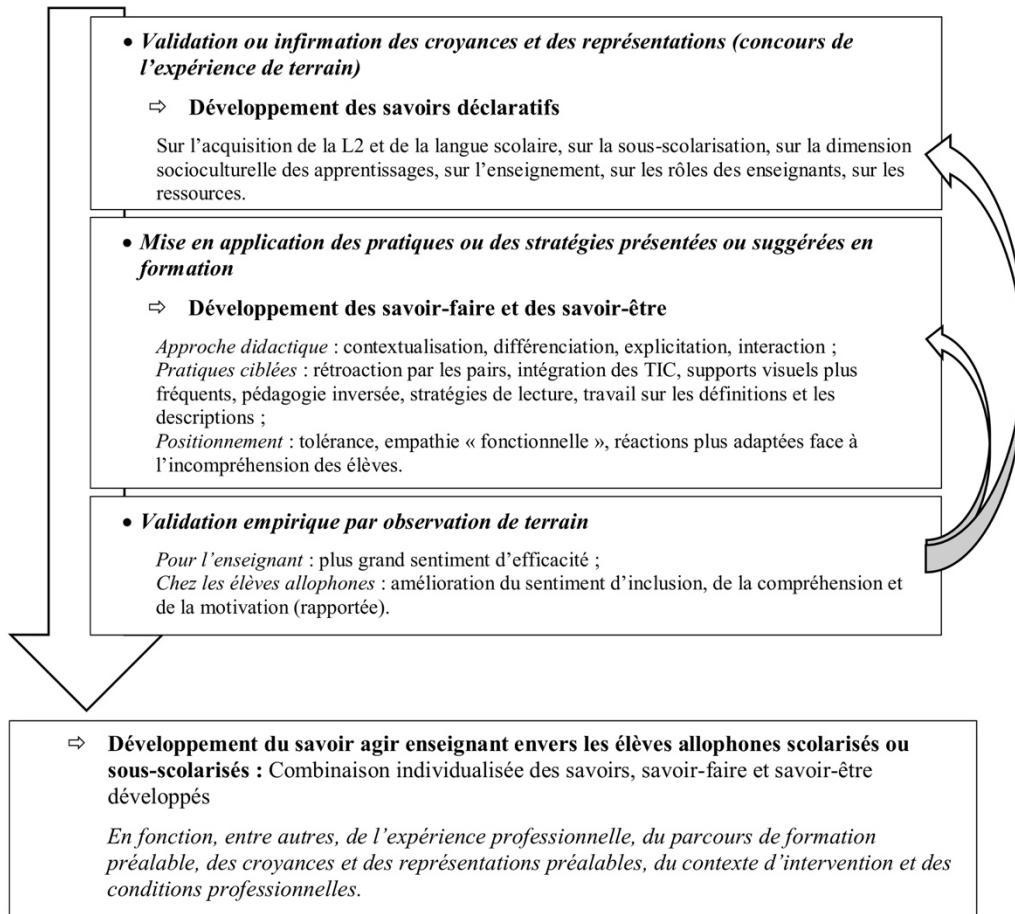 • Validation ou infirmation des croyances et des représentations (concours de
l’expérience de terrain)
⇨ Développement des savoirs déclaratifs
Sur l’acquisition de la L2 et de la langue scolaire, sur la sous-scolarisation, sur la dimension
socioculturelle des apprentissages, sur l’enseignement, sur les rôles des enseignants, sur les
ressources.
• Mise en application des pratiques ou des stratégies présentées ou suggérées en
formation
⇨ Développement des savoir-faire et des savoir-être
Approche didactique : contextualisation, différenciation, explicitation, interaction ;
Pratiques ciblées : rétroaction par les pairs, intégration des TIC, supports visuels plus
fréquents, pédagogie inversée, stratégies de lecture, travail sur les définitions et les
descriptions ;
Positionnement : tolérance, empathie « fonctionnelle », réactions plus adaptées face à
l’incompréhension des élèves.
• Validation empirique par observation de terrain
Pour l’enseignant : plus grand sentiment d’efficacité ;
Chez les élèves allophones : amélioration du sentiment d’inclusion, de la compréhension et
de la motivation (rapportée).
⇨ Développement du savoir agir enseignant envers les élèves allophones scolarisés ou
sous-scolarisés : Combinaison individualisée des savoirs, savoir-faire et savoir-être
développés
En fonction, entre autres, de l’expérience professionnelle, du parcours de formation
préalable, des croyances et des représentations préalables, du contexte d’intervention et des
conditions professionnelles.